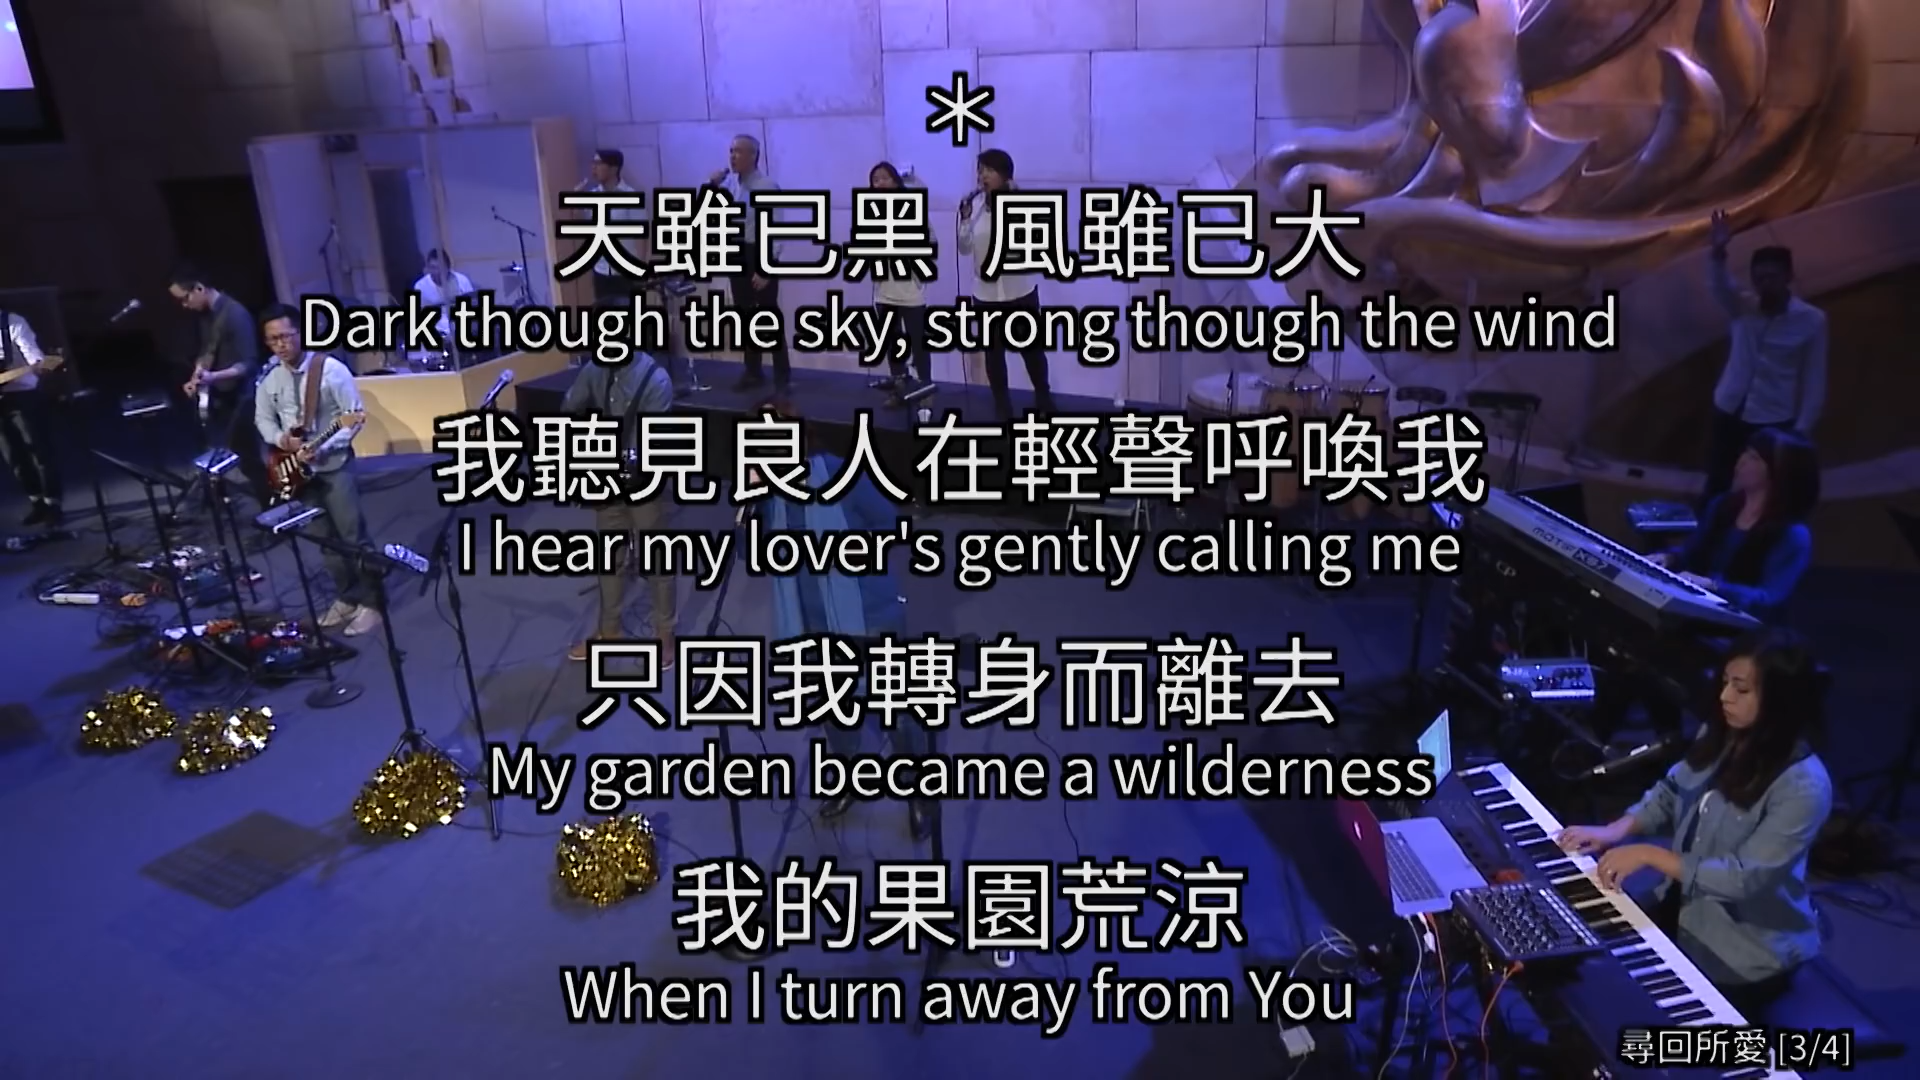 *
天雖已黑 風雖已大
Dark though the sky, strong though the wind
我聽見良人在輕聲呼喚我
I hear my lover's gently calling me
只因我轉身而離去
My garden became a wilderness
我的果園荒涼
When I turn away from You
尋回所愛 [3/4]